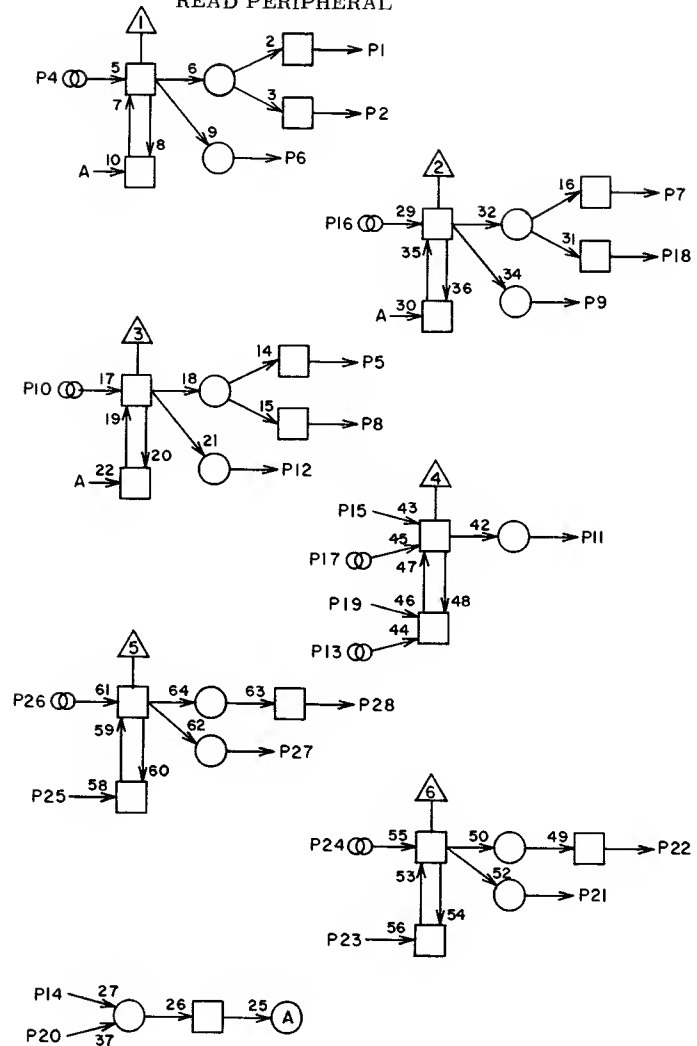 READ PERIPHERAL
1
P4 5 6 2 P1
7 3 P2
8 9 P6
A 10
2
P16 29 32 16 P7
35 31 P18
36 34 P9
A 30
3
P10 17 18 14 P5
19 15 P8
20 21 P12
A 22
4
P15 43 42 P11
P17 45
47
P19 46 48
P13 44
5
P26 61 64 63 P28
59 62 P27
60
P25 58
6
P24 55 50 49 P22
53 52 P21
54
P23 56
P14 27 26 25 A
P20 37